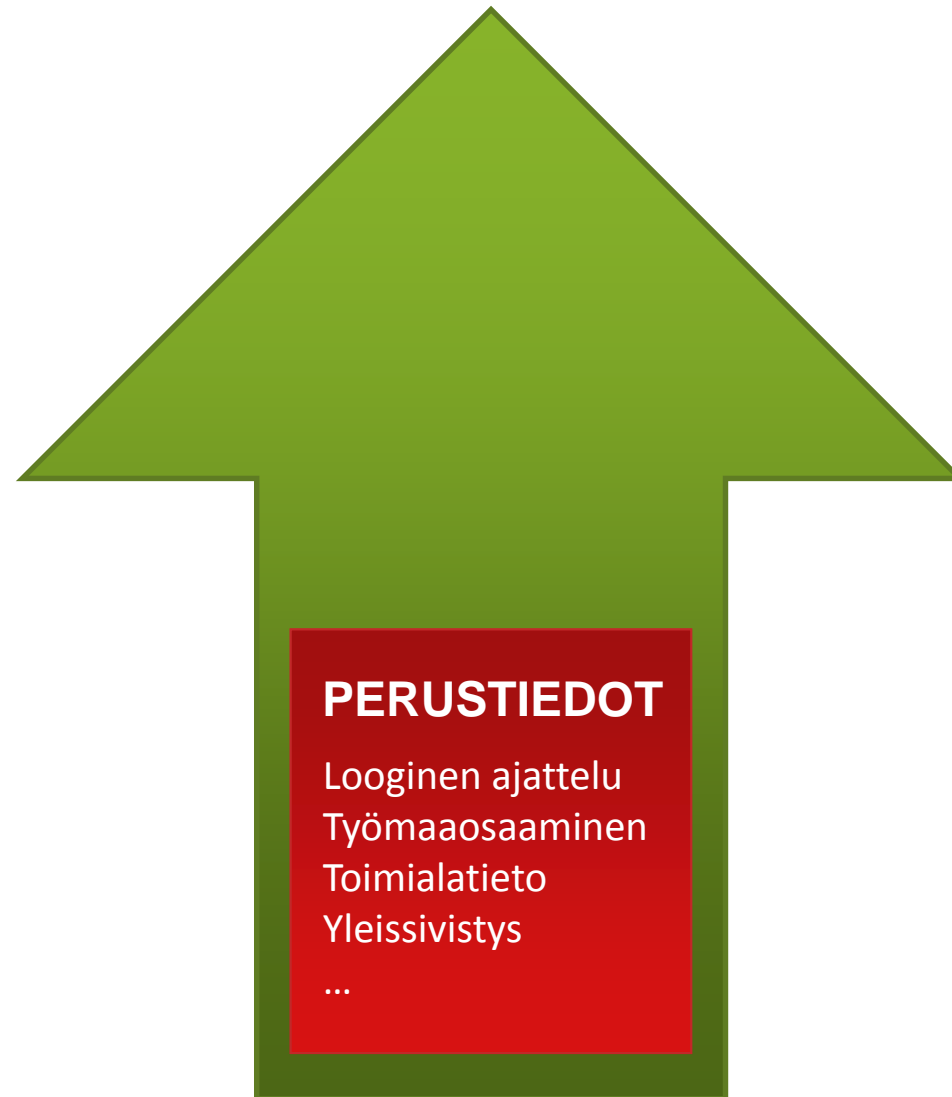 PERUSTIEDOT
Looginen ajattelu
Työmaaosaaminen
Toimialatieto
Yleissivistys
...